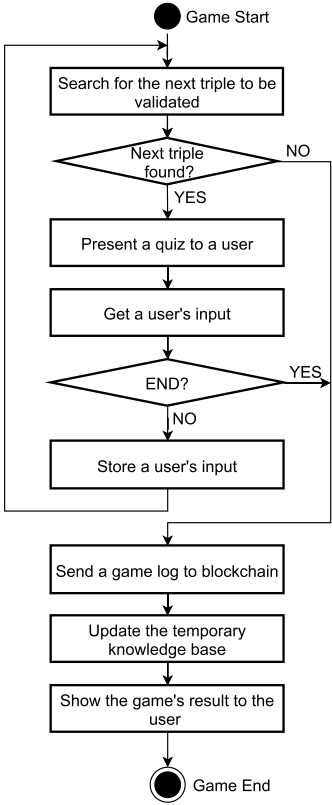 Game Start
Search for the next triple to be
validated
Next triple
found?
NO
YES
Present a quiz to a user
Get a user's input
END?
YES
NO
Store a user's input
Send a game log to blockchain
Update the temporary
knowledge base
Show the game's result to the
user
Game End